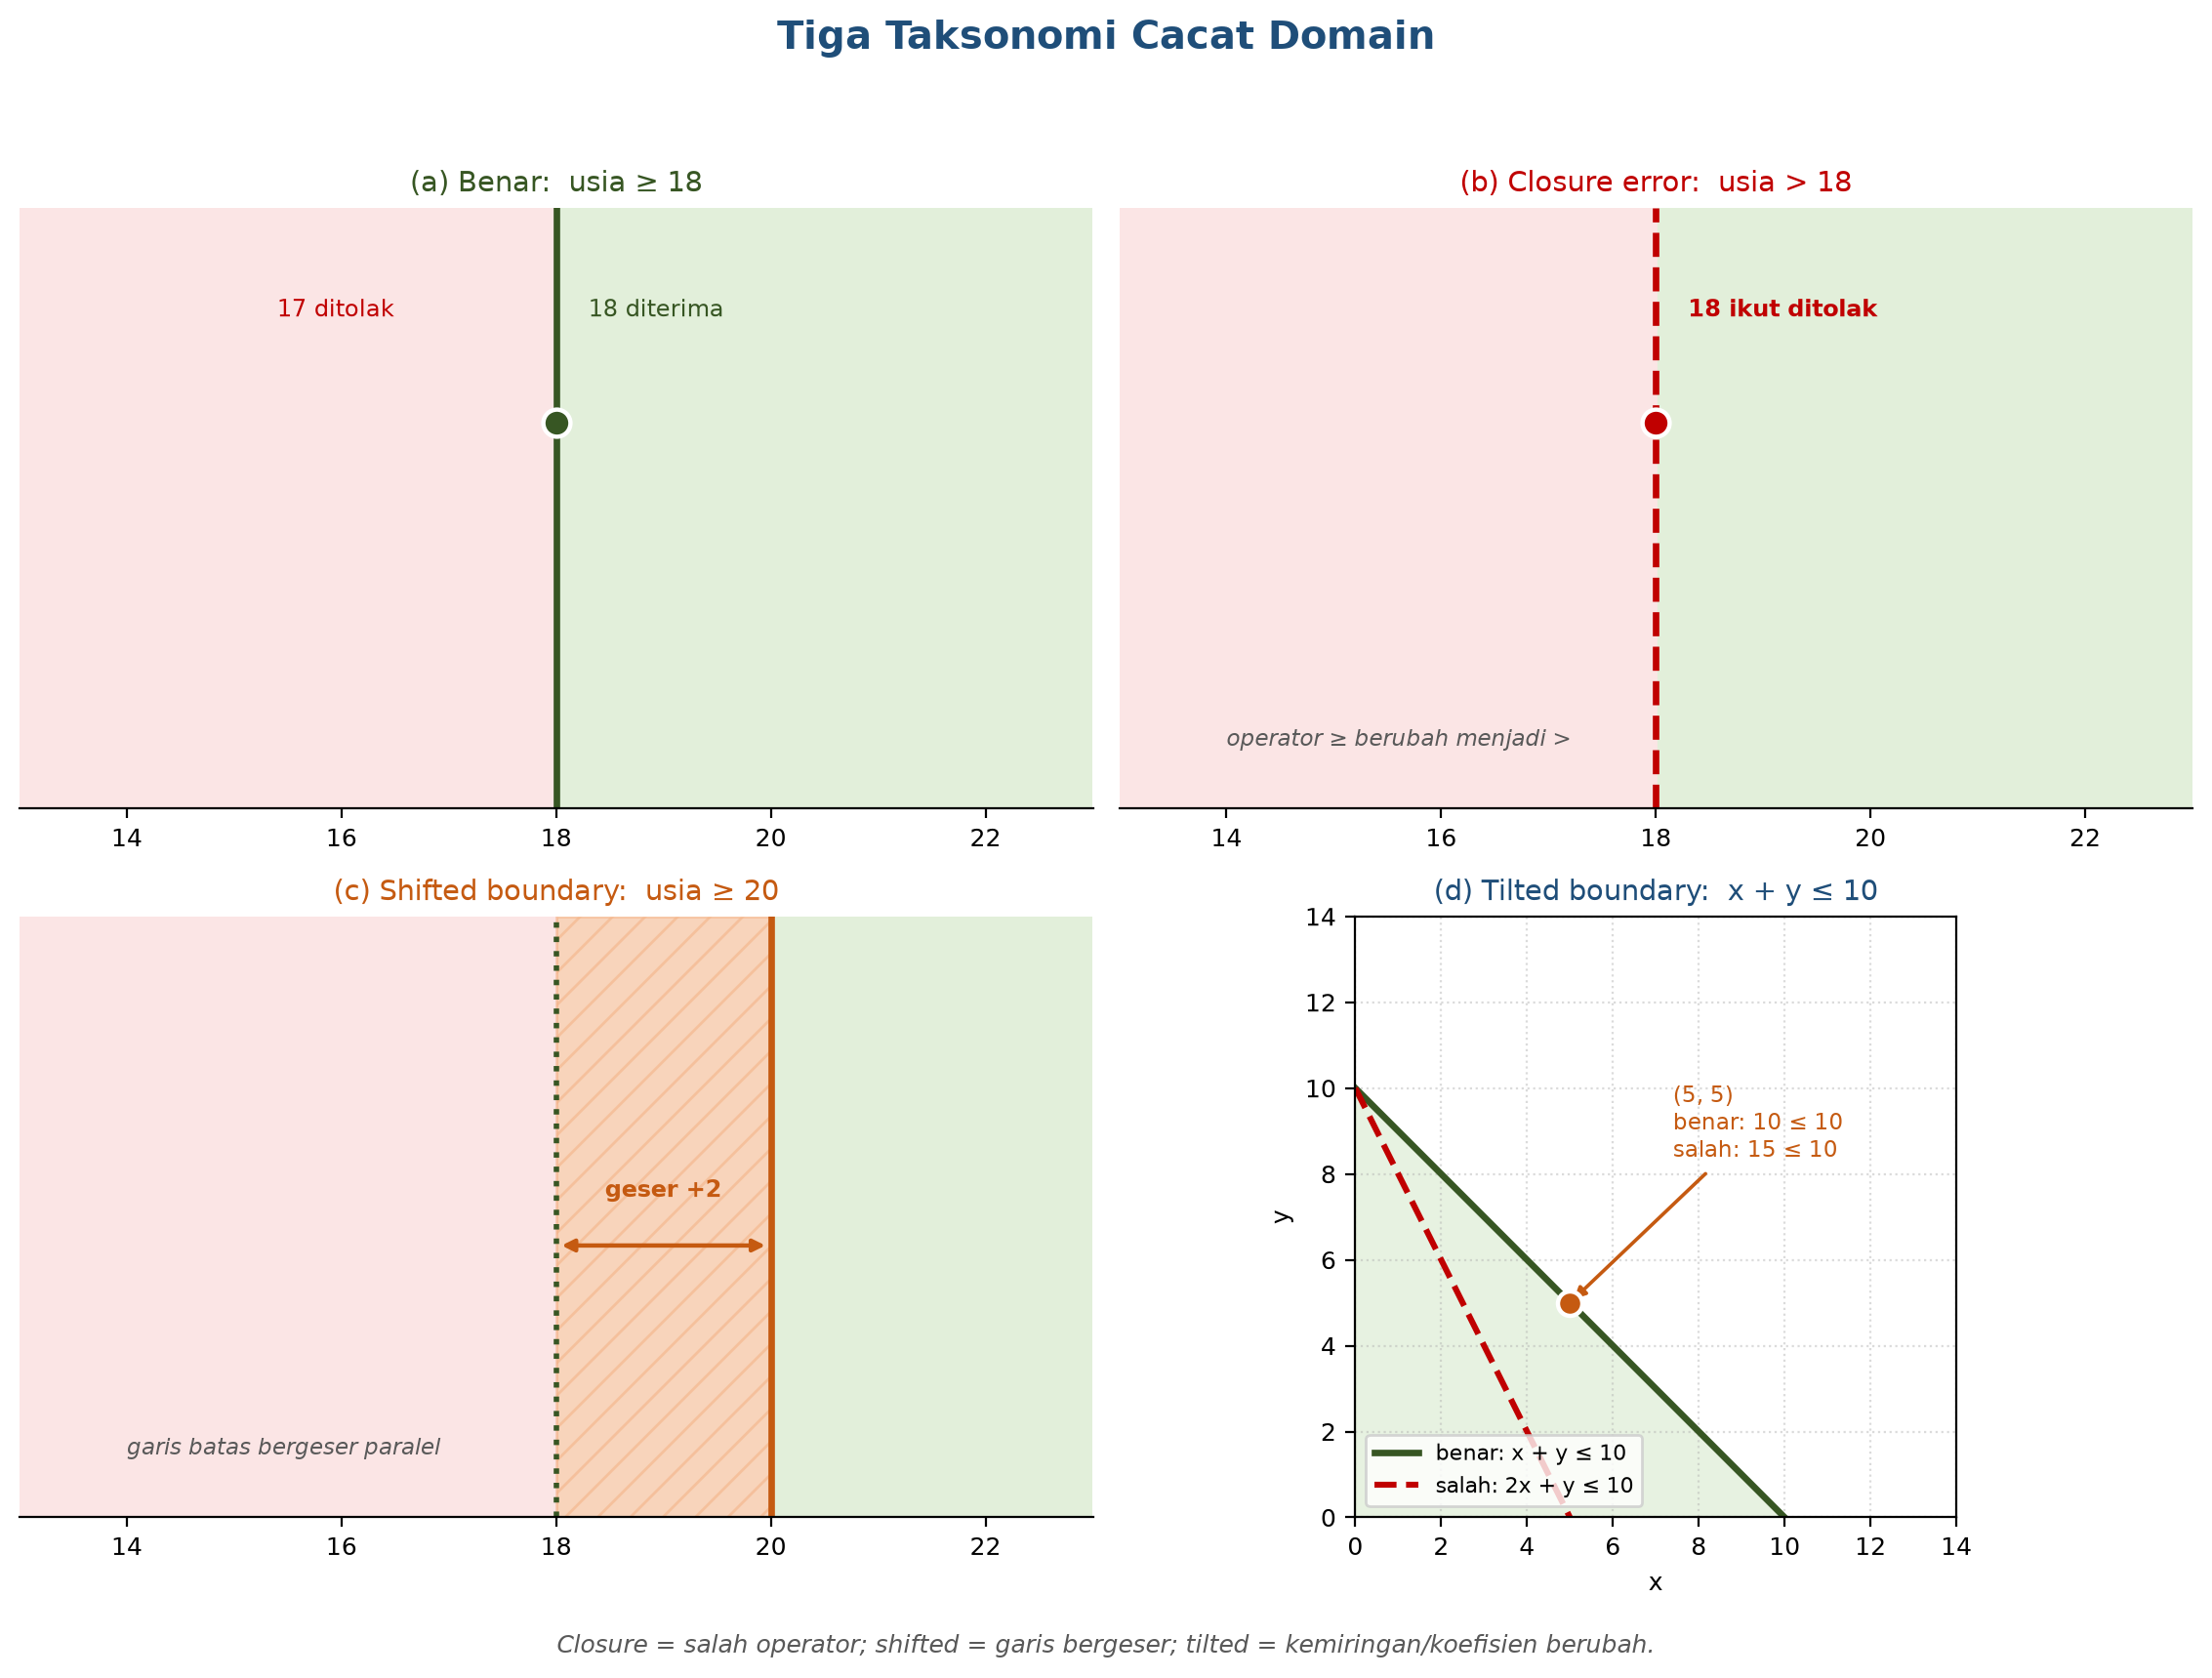 Tiga Taksonomi Cacat Domain
(a) Benar:  usia ≥ 18
17 ditolak
18 diterima
14 16 18 20 22
(b) Closure error:  usia > 18
18 ikut ditolak
operator ≥ berubah menjadi >
14 16 18 20 22
(c) Shifted boundary:  usia ≥ 20
geser +2
garis batas bergeser paralel
14 16 18 20 22
(d) Tilted boundary:  x + y ≤ 10
14
12
10
8
6
4
2
0
y
(5, 5)
benar: 10 ≤ 10
salah: 15 ≤ 10
benar: x + y ≤ 10
salah: 2x + y ≤ 10
0 2 4 6 8 10 12 14
x
Closure = salah operator; shifted = garis bergeser; tilted = kemiringan/koefisien berubah.